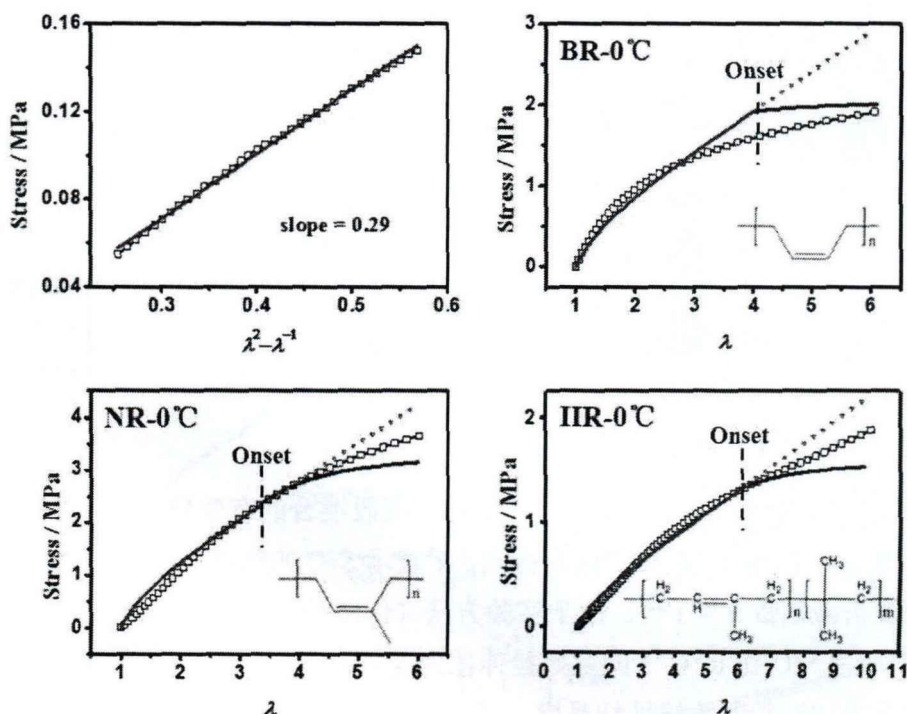 0.16
0.12
0.08
0.04
Stress / MPa
slope = 0.29
0.3 0.4 0.5 0.6
λ²−λ⁻¹
BR-0℃
3
2
1
0
Stress / MPa
Onset
n
1 2 3 4 5 6
λ
NR-0℃
4
3
2
1
0
Stress / MPa
Onset
n
1 2 3 4 5 6
λ
IIR-0℃
2
1
0
Stress / MPa
Onset
H₂
C
C
H
C
CH₃
H₂
C
n
CH₃
C
CH₃
H₂
C
m
0 1 2 3 4 5 6 7 8 9 10
λ